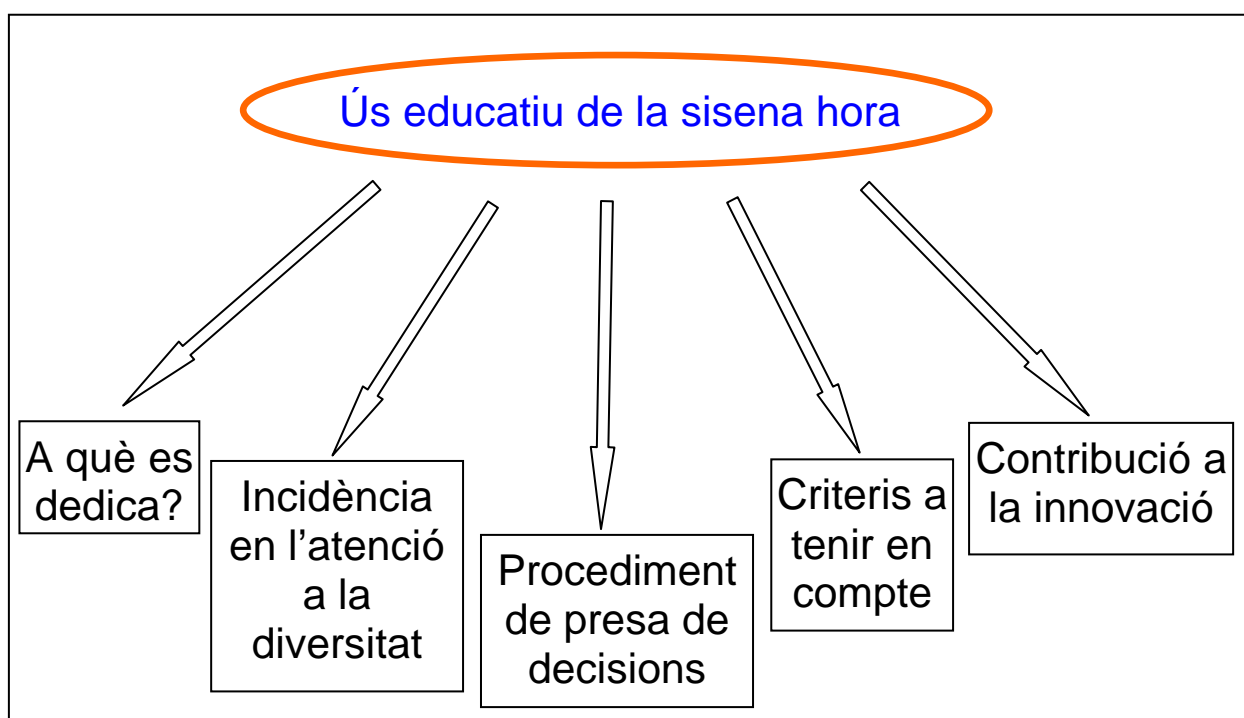 Ús educatiu de la sisena hora
A què es
dedica?
Incidència
en l’atenció
a la
diversitat
Procediment
de presa de
decisions
Criteris a
tenir en
compte
Contribució a
la innovació